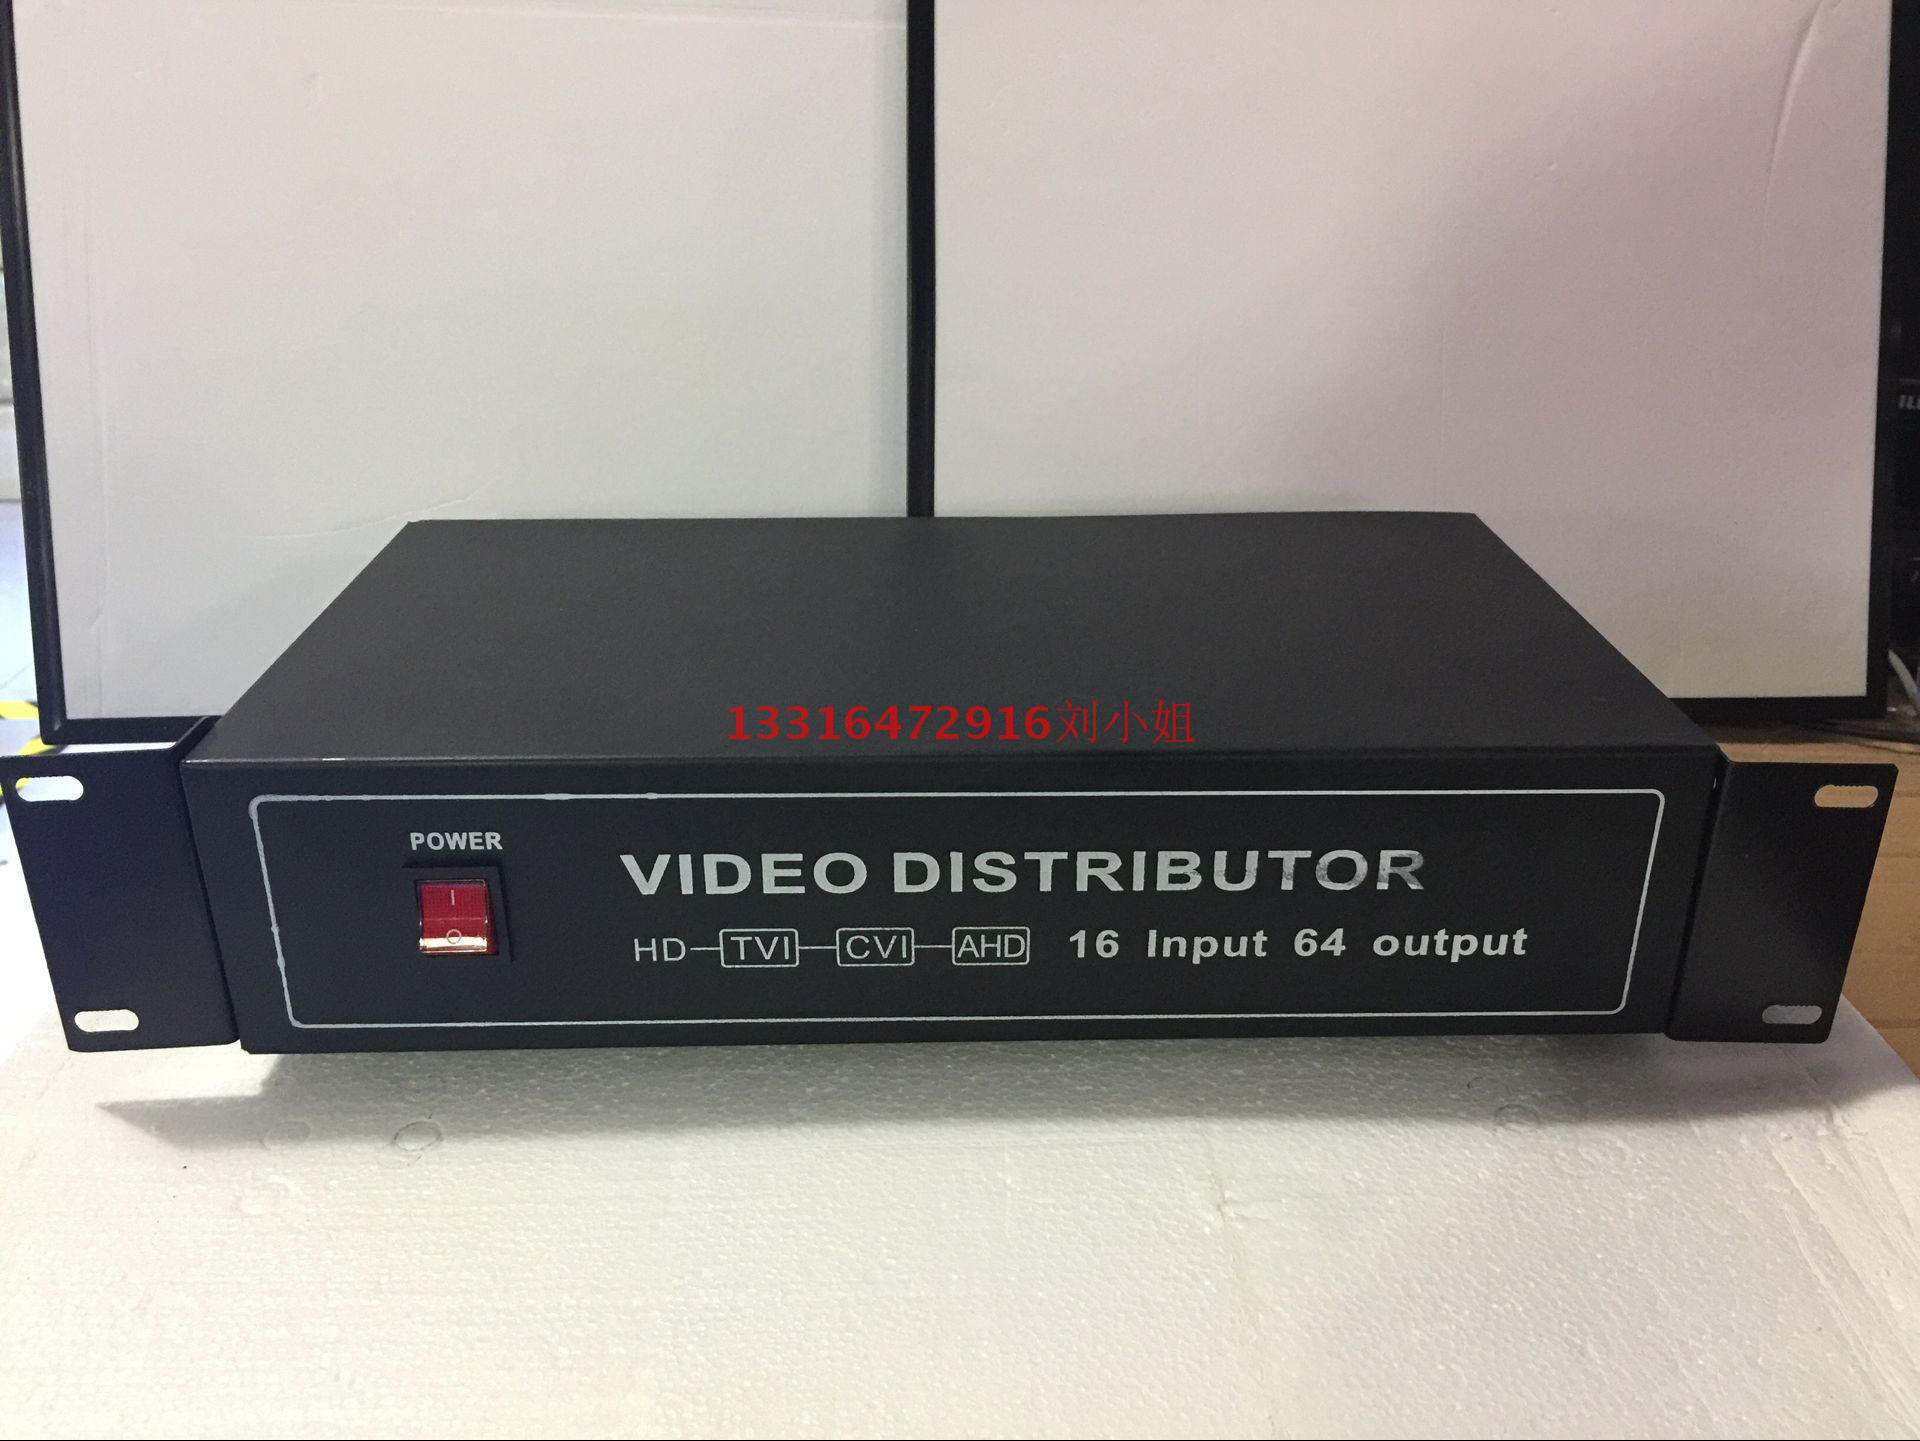 13316472916刘小姐
POWER
VIDEO DISTRIBUTOR
HD-TVI-CVI-AHD 16 Input 64 output